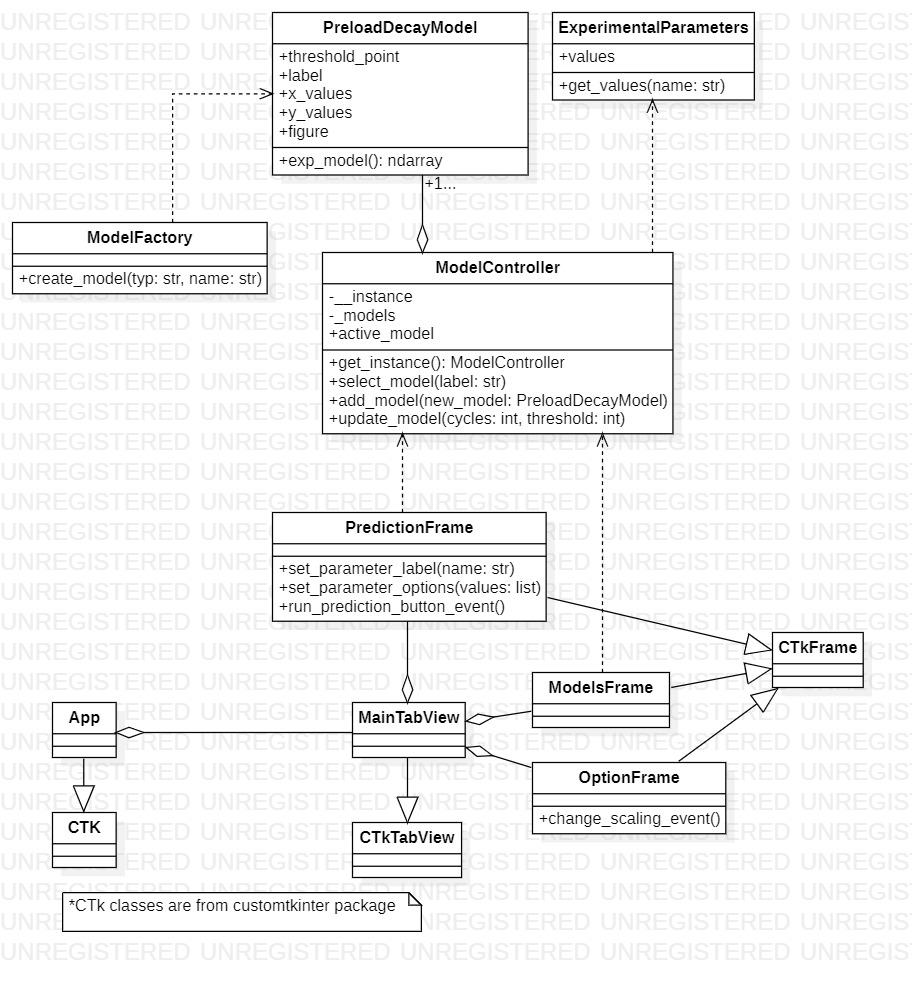 PreloadDecayModel
+threshold_point
+label
+x_values
+y_values
+figure
+exp_model(): ndarray
ExperimentalParameters
+values
+get_values(name: str)
+1...
ModelFactory
+create_model(typ: str, name: str)
ModelController
-__instance
-_models
+active_model
+get_instance(): ModelController
+select_model(label: str)
+add_model(new_model: PreloadDecayModel)
+update_model(cycles: int, threshold: int)
PredictionFrame
+set_parameter_label(name: str)
+set_parameter_options(values: list)
+run_prediction_button_event()
CTkFrame
ModelsFrame
App
MainTabView
OptionFrame
+change_scaling_event()
CTK
CTkTabView
*CTk classes are from customtkinter package
UNREGISTERED